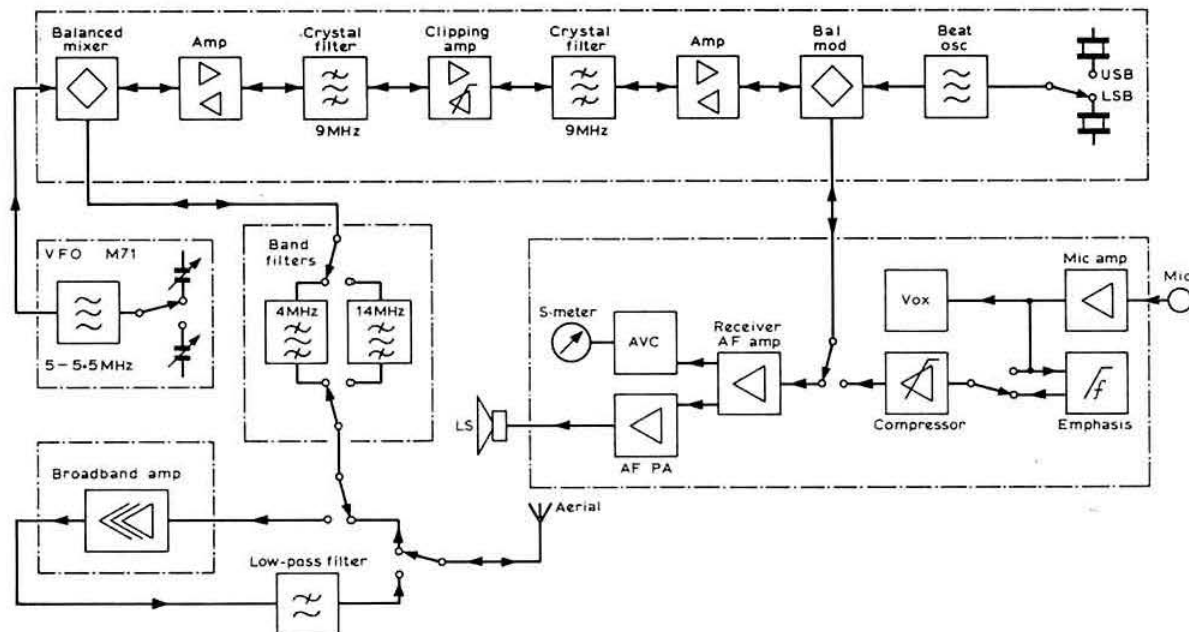 Balanced
mixer
Amp
Crystal
filter
9MHz
Clipping
amp
Crystal
filter
9MHz
Amp
Bal
mod
Beat
osc
USB
LSB
VFO M71
5 – 5·5MHz
Band
filters
4MHz
14MHz
S-meter
AVC
Receiver
AF amp
Vox
Mic amp
Mic
LS
AF PA
Compressor
f
Emphasis
Broadband amp
Low-pass filter
Aerial